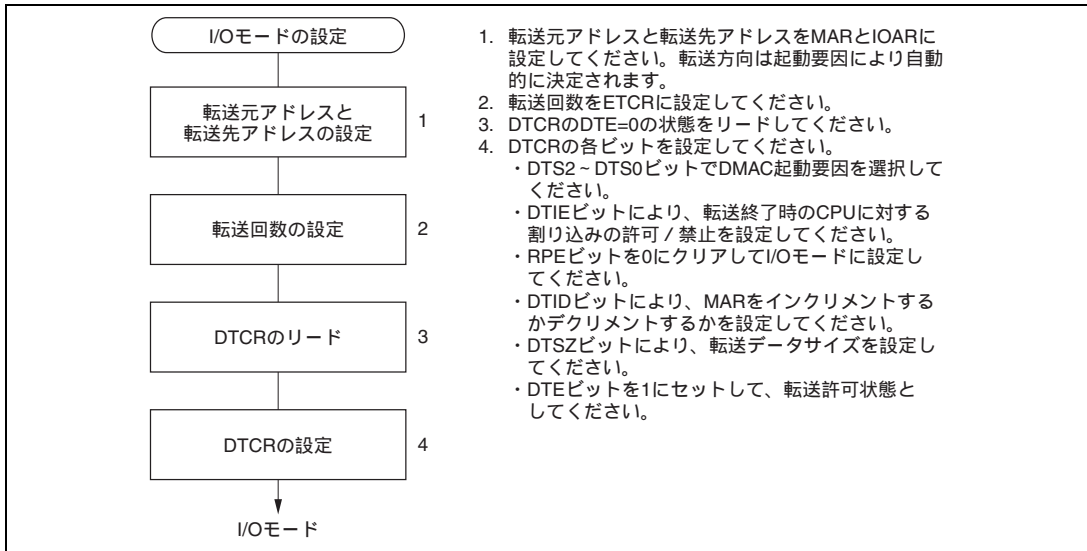 I/Oモードの設定
転送元アドレスと
転送先アドレスの設定
1
転送回数の設定
2
DTCRのリード
3
DTCRの設定
4
I/Oモード
1. 転送元アドレスと転送先アドレスをMARとIOARに
設定してください。転送方向は起動要因により自動
的に決定されます。
2. 転送回数をETCRに設定してください。
3. DTCRのDTE=0の状態をリードしてください。
4. DTCRの各ビットを設定してください。
・DTS2~DTS0ビットでDMAC起動要因を選択して
ください。
・DTIEビットにより、転送終了時のCPUに対する
割り込みの許可/禁止を設定してください。
・RPEビットを0にクリアしてI/Oモードに設定し
てください。
・DTIDビットにより、MARをインクリメントする
かデクリメントするかを設定してください。
・DTSZビットにより、転送データサイズを設定し
てください。
・DTEビットを1にセットして、転送許可状態と
してください。